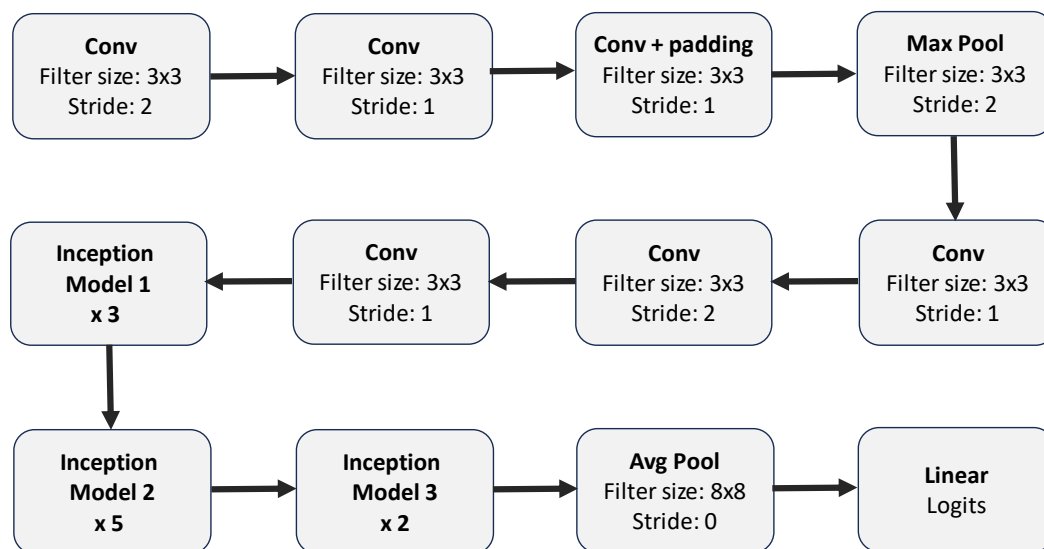 Conv
Filter size: 3x3
Stride: 2
Conv
Filter size: 3x3
Stride: 1
Conv + padding
Filter size: 3x3
Stride: 1
Max Pool
Filter size: 3x3
Stride: 2
Inception
Model 1
x 3
Conv
Filter size: 3x3
Stride: 1
Conv
Filter size: 3x3
Stride: 2
Conv
Filter size: 3x3
Stride: 1
Inception
Model 2
x 5
Inception
Model 3
x 2
Avg Pool
Filter size: 8x8
Stride: 0
Linear
Logits